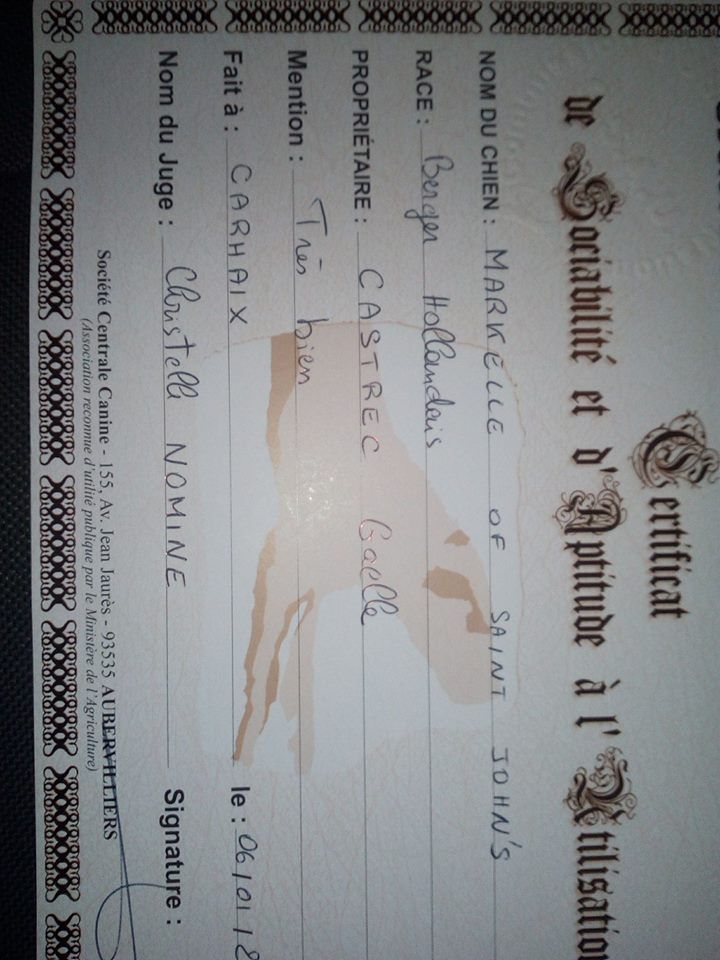 Certificat
de Sociabilité et d'Aptitude à l'Utilisation
NOM DU CHIEN : MARKELLE OF SAINT JOHN'S
RACE : Berger Hollandais
PROPRIÉTAIRE : CASTREC Gaelle
Mention : Très bien
Fait à : CARHAIX le : 06/01/8
Nom du Juge : Christelle NOMINE Signature :
Société Centrale Canine - 155, Av. Jean Jaurès - 93535 AUBERVILLIERS
(Association reconnue d'utilité publique par le Ministère de l'Agriculture)